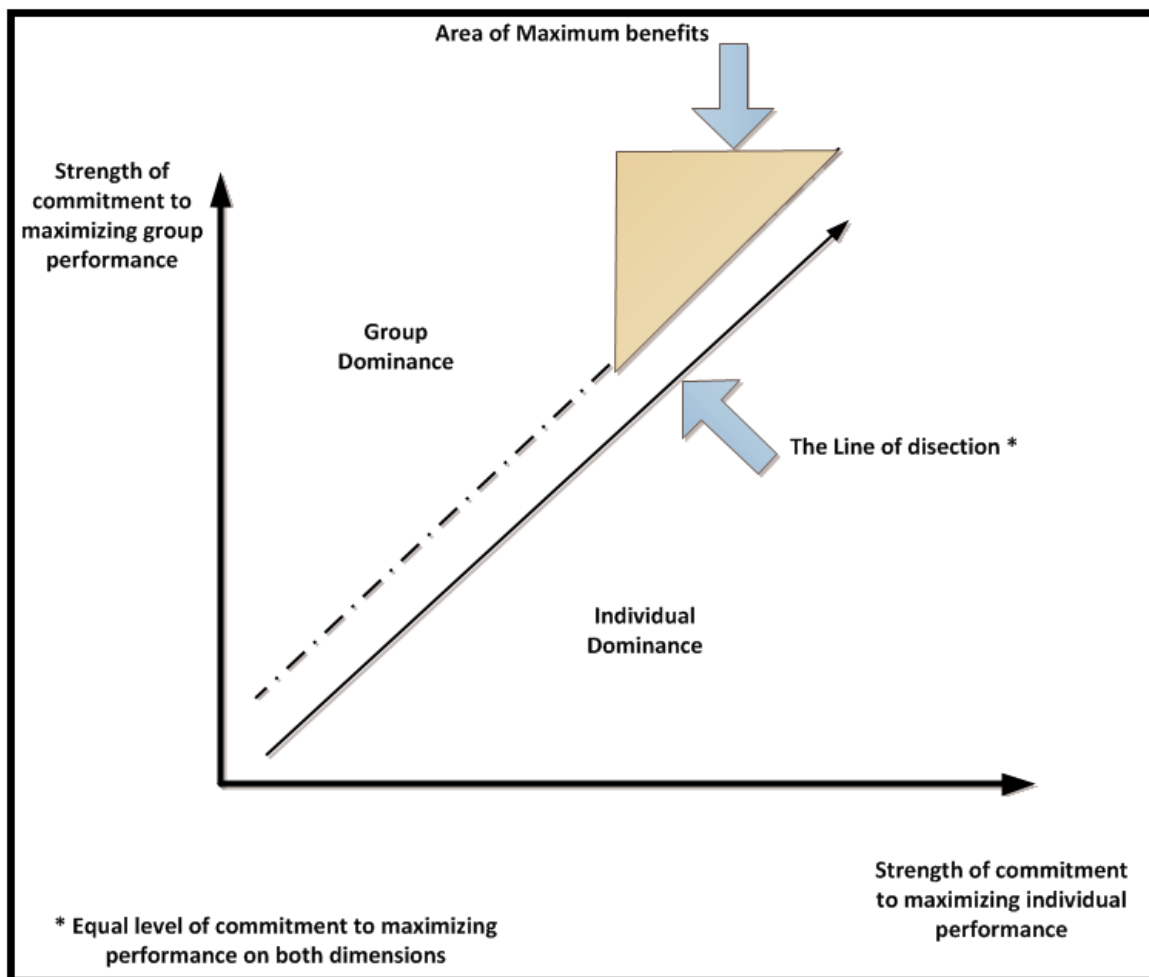 Area of Maximum benefits
Strength of
commitment to
maximizing group
performance
Group
Dominance
The Line of disection *
Individual
Dominance
Strength of commitment
to maximizing individual
performance
* Equal level of commitment to maximizing
performance on both dimensions